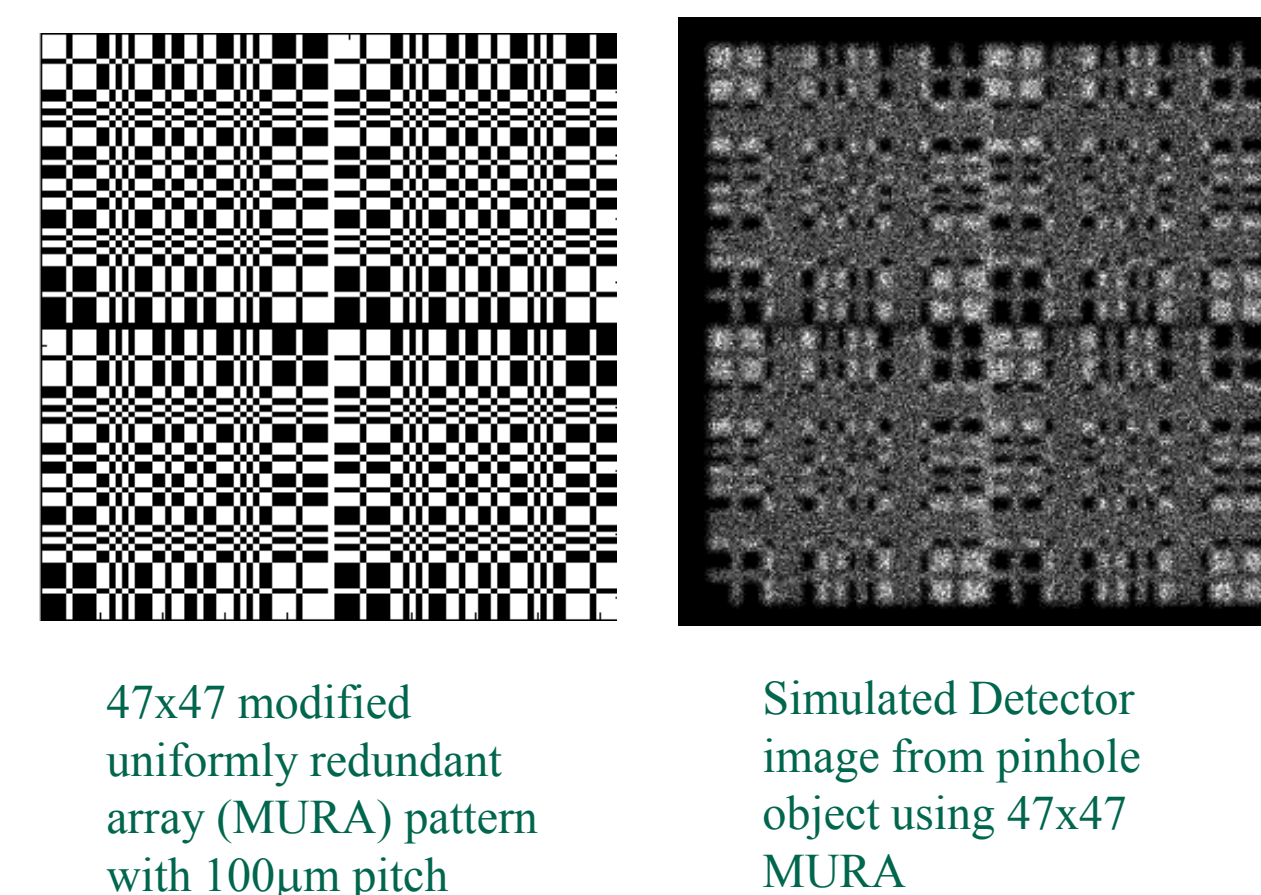 47x47 modified
uniformly redundant
array (MURA) pattern
with 100μm pitch
Simulated Detector
image from pinhole
object using 47x47
MURA